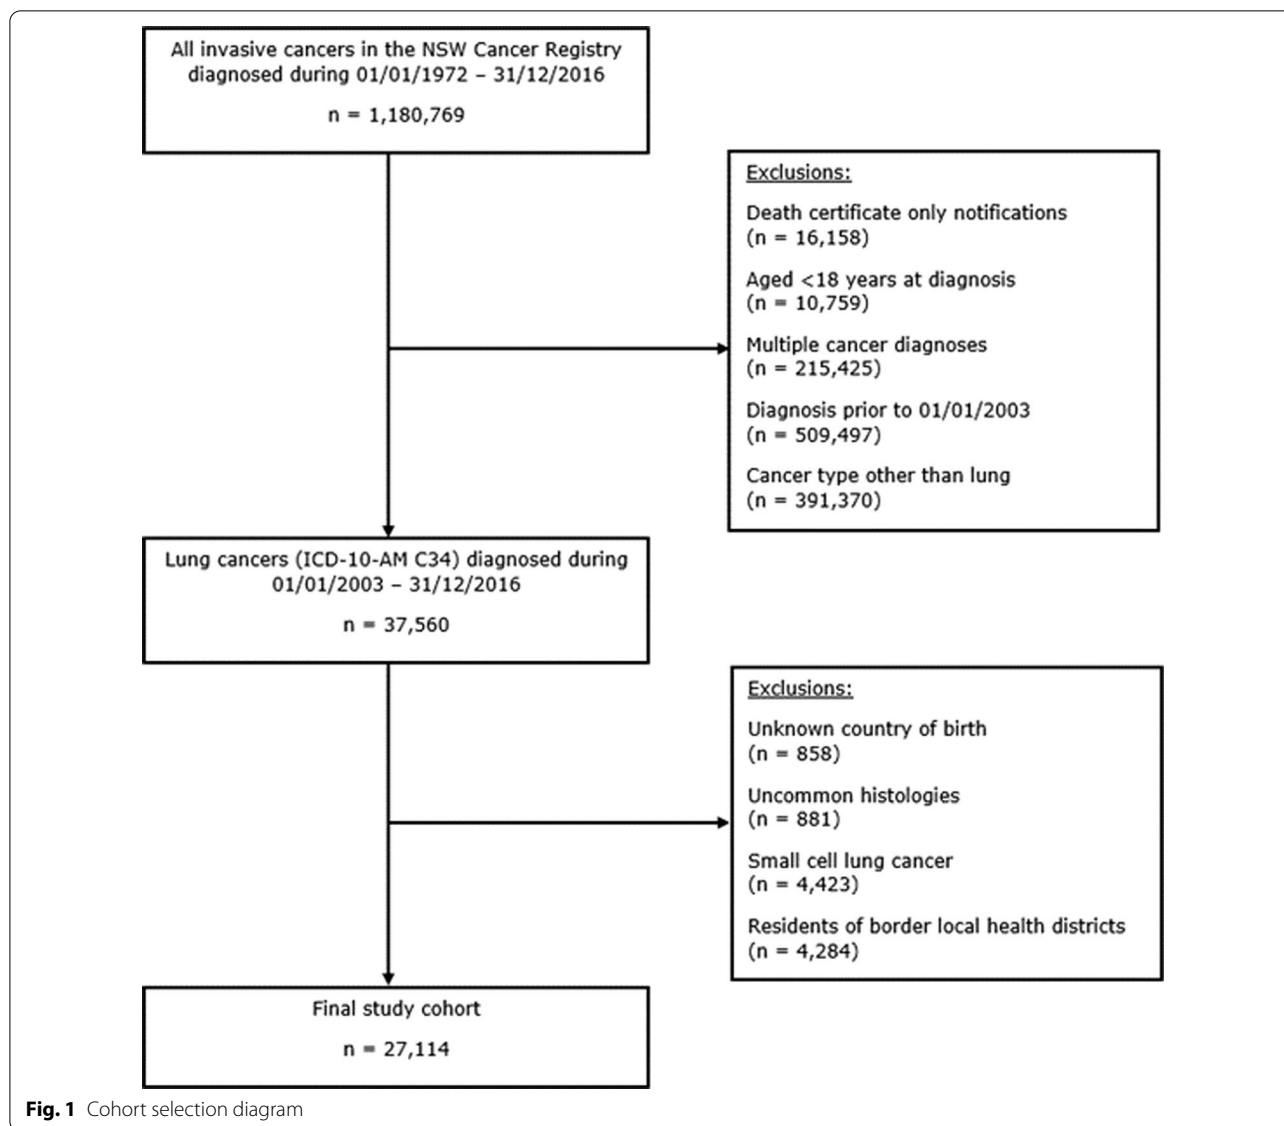 All invasive cancers in the NSW Cancer Registry
diagnosed during 01/01/1972 – 31/12/2016
n = 1,180,769
Exclusions:
Death certificate only notifications
(n = 16,158)
Aged <18 years at diagnosis
(n = 10,759)
Multiple cancer diagnoses
(n = 215,425)
Diagnosis prior to 01/01/2003
(n = 509,497)
Cancer type other than lung
(n = 391,370)
Lung cancers (ICD-10-AM C34) diagnosed during
01/01/2003 – 31/12/2016
n = 37,560
Exclusions:
Unknown country of birth
(n = 858)
Uncommon histologies
(n = 881)
Small cell lung cancer
(n = 4,423)
Residents of border local health districts
(n = 4,284)
Final study cohort
n = 27,114
Fig. 1 Cohort selection diagram